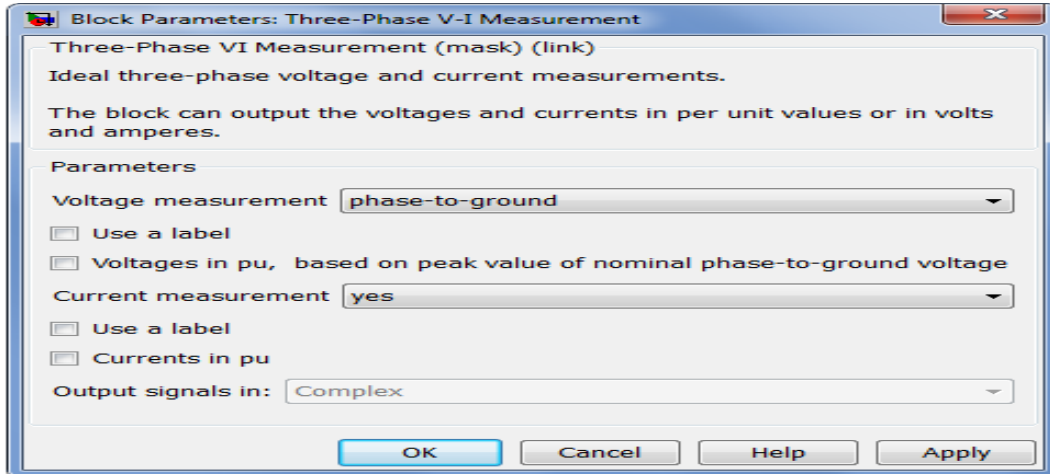 Block Parameters: Three-Phase V-I Measurement
Three-Phase VI Measurement (mask) (link)
Ideal three-phase voltage and current measurements.
The block can output the voltages and currents in per unit values or in volts
and amperes.
Parameters
Voltage measurement phase-to-ground
Use a label
Voltages in pu, based on peak value of nominal phase-to-ground voltage
Current measurement yes
Use a label
Currents in pu
Output signals in: Complex
OK Cancel Help Apply